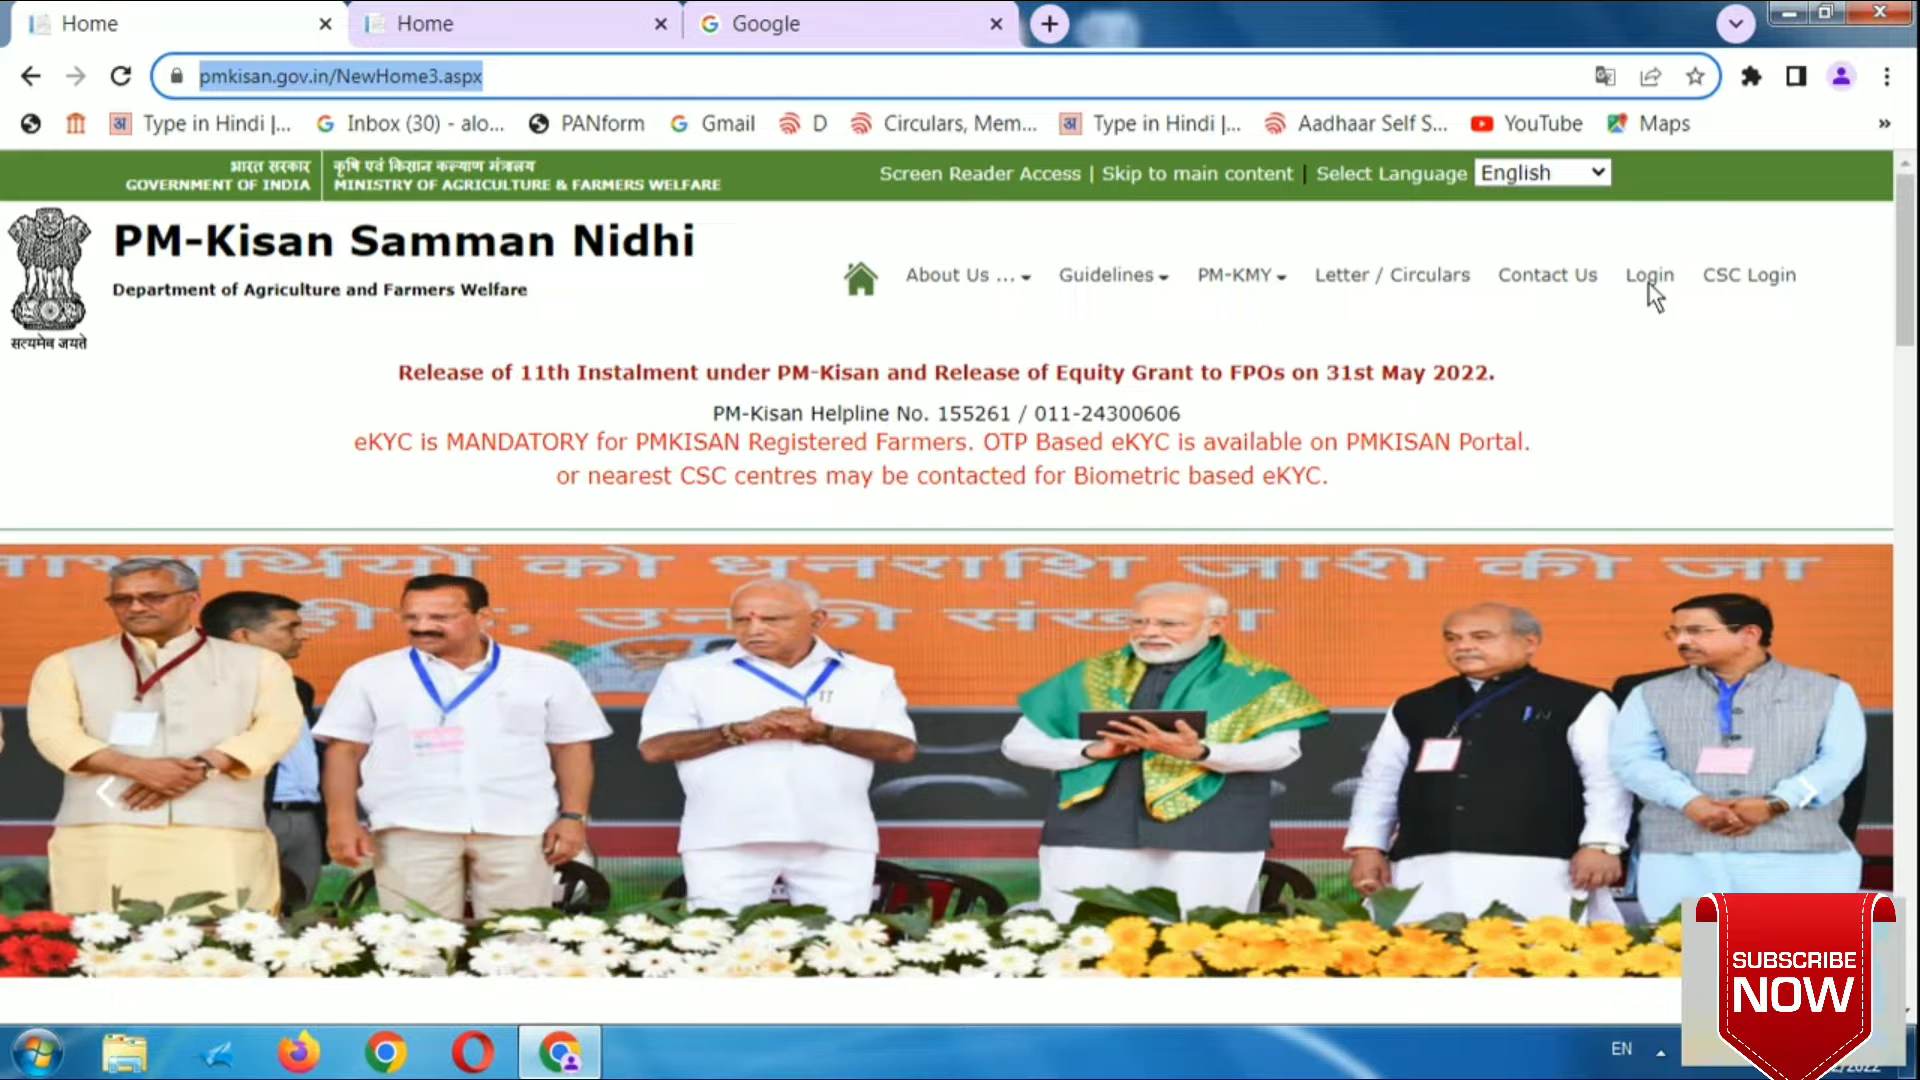 Home
Home
Google
pmkisan.gov.in/NewHome3.aspx
अ Type in Hindi |...
Inbox (30) - alo...
PANform
Gmail
D
Circulars, Mem...
अ Type in Hindi |...
Aadhaar Self S...
YouTube
Maps
»
भारत सरकार
GOVERNMENT OF INDIA
कृषि एवं किसान कल्याण मंत्रालय
MINISTRY OF AGRICULTURE & FARMERS WELFARE
Screen Reader Access | Skip to main content | Select Language English
PM-Kisan Samman Nidhi
Department of Agriculture and Farmers Welfare
सत्यमेव जयते
About Us ...
Guidelines
PM-KMY
Letter / Circulars
Contact Us
Login
CSC Login
Release of 11th Instalment under PM-Kisan and Release of Equity Grant to FPOs on 31st May 2022.
PM-Kisan Helpline No. 155261 / 011-24300606
eKYC is MANDATORY for PMKISAN Registered Farmers. OTP Based eKYC is available on PMKISAN Portal.
or nearest CSC centres may be contacted for Biometric based eKYC.
को धनराशि जारी की जा
उनकी संख्या
SUBSCRIBE
NOW
EN